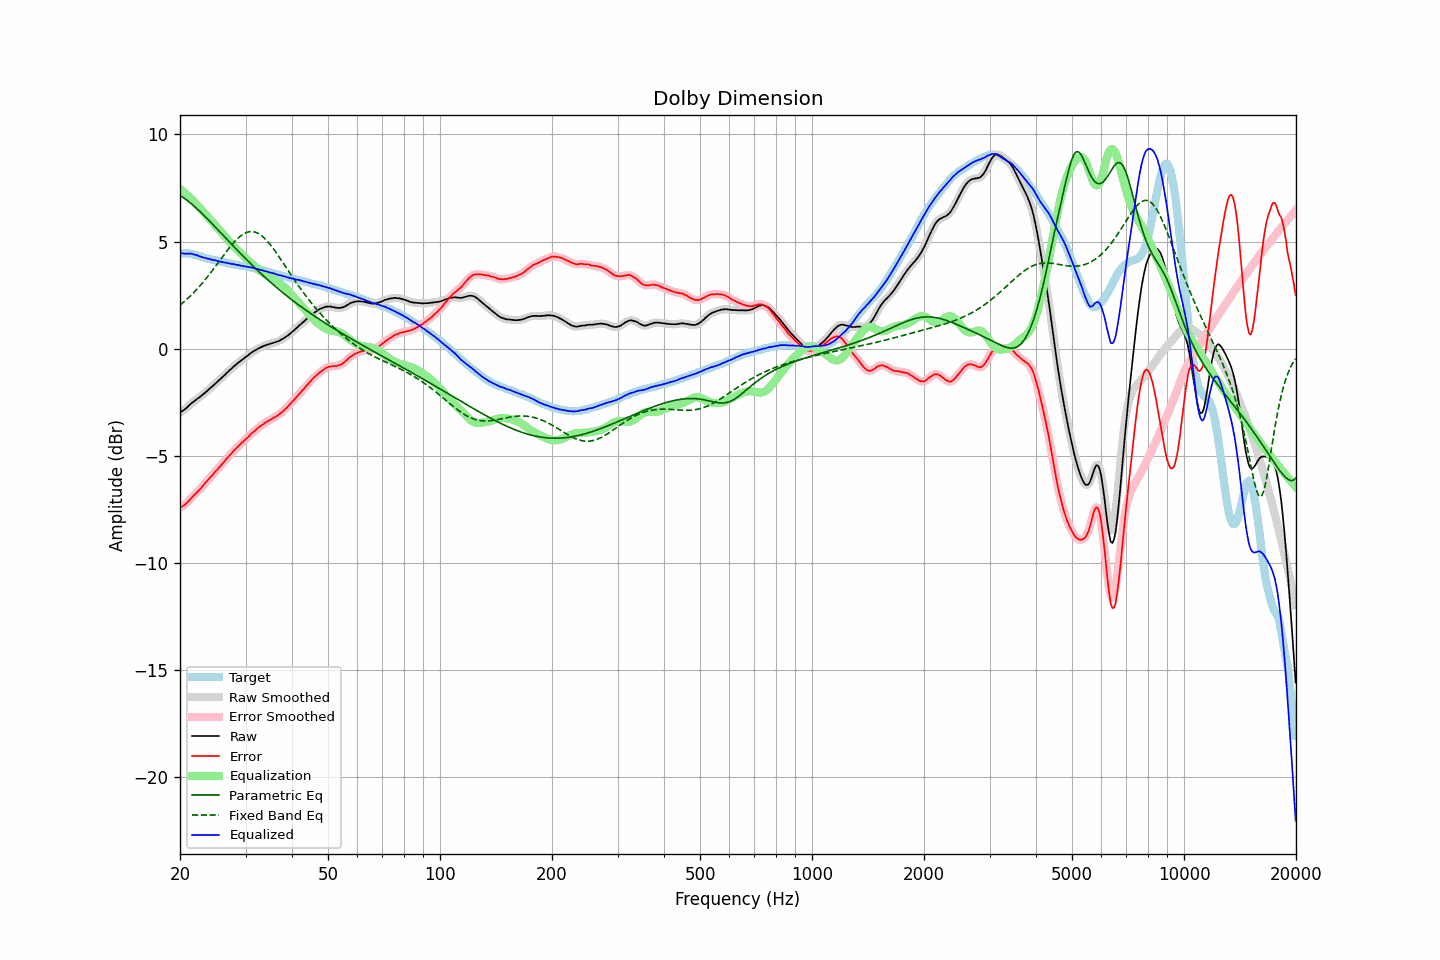 Dolby Dimension
Amplitude (dBr)
10
5
0
−5
−10
−15
−20
Target
Raw Smoothed
Error Smoothed
Raw
Error
Equalization
Parametric Eq
Fixed Band Eq
Equalized
20 50 100 200 500 1000 2000 5000 10000 20000
Frequency (Hz)